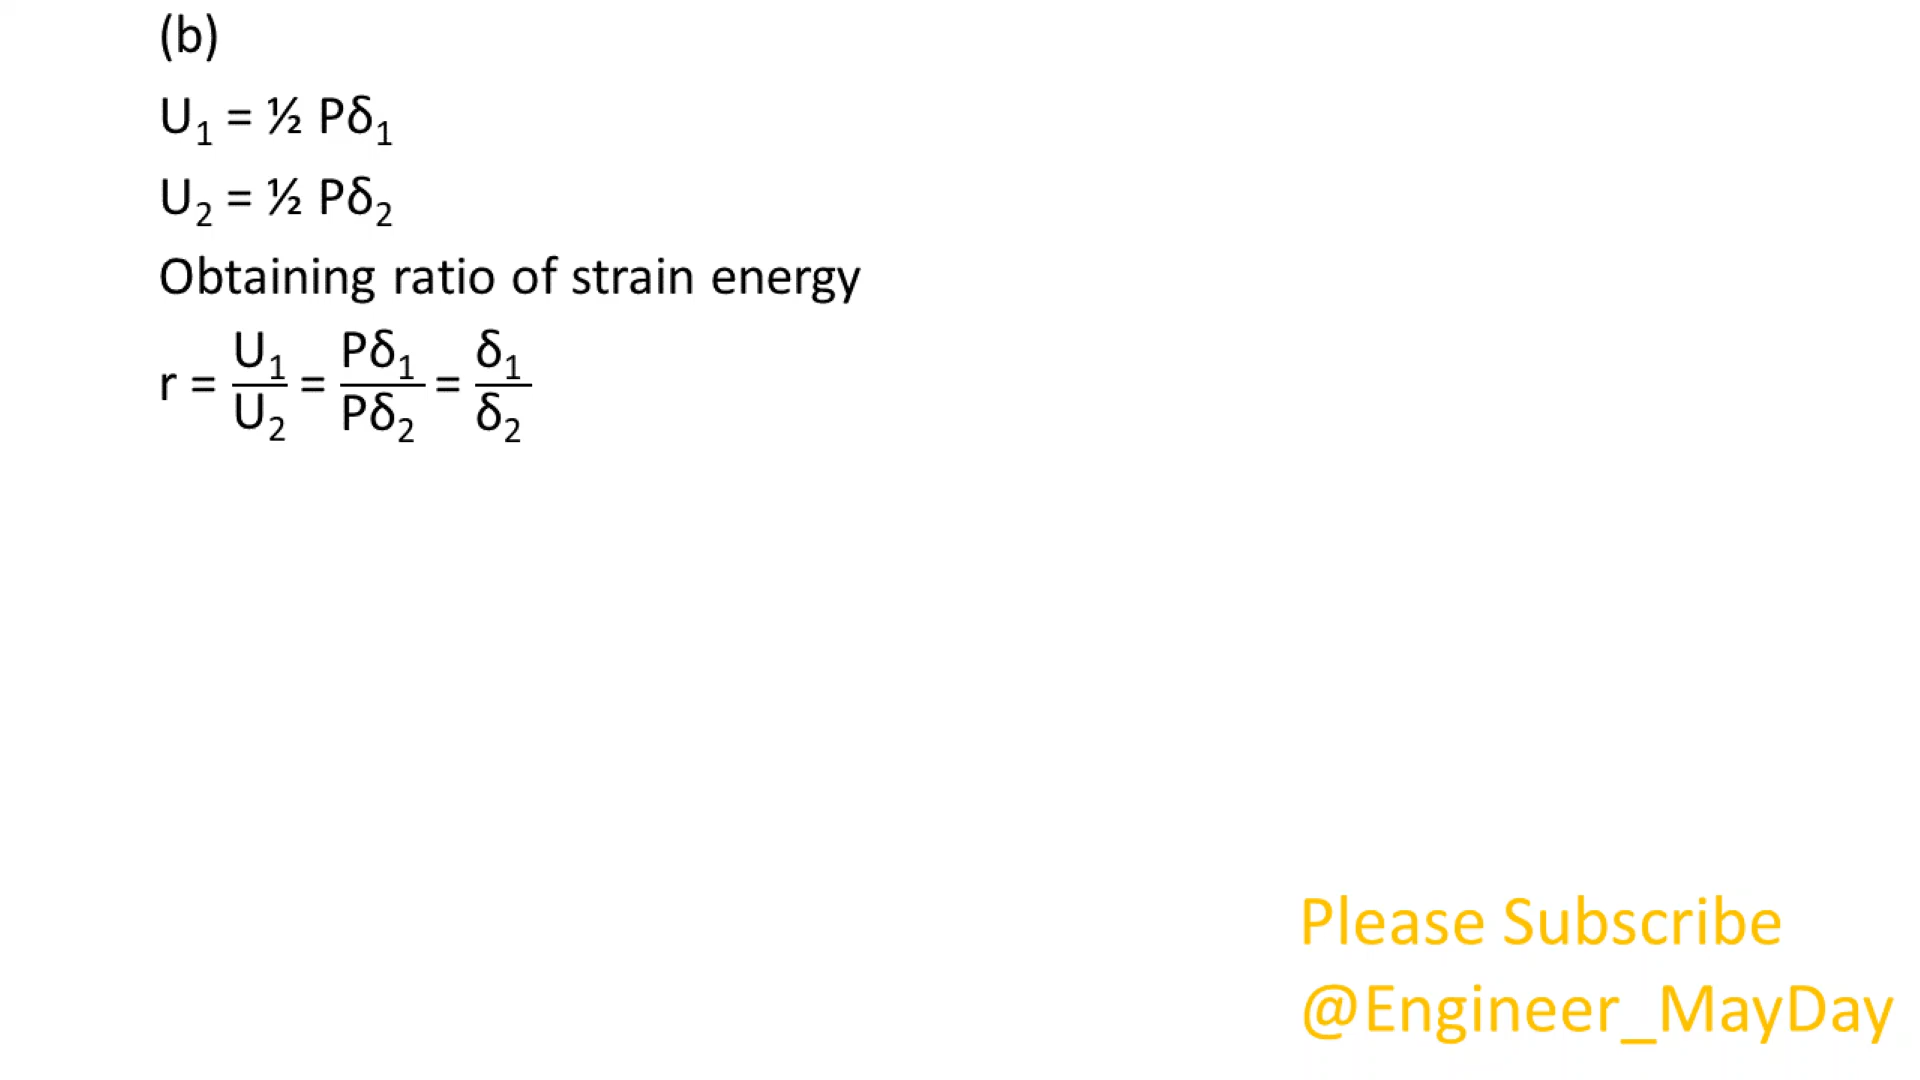 (b)
U₁ = ½ Pδ₁
U₂ = ½ Pδ₂
Obtaining ratio of strain energy
r = U₁/U₂ = Pδ₁/Pδ₂ = δ₁/δ₂
Please Subscribe
@Engineer_MayDay